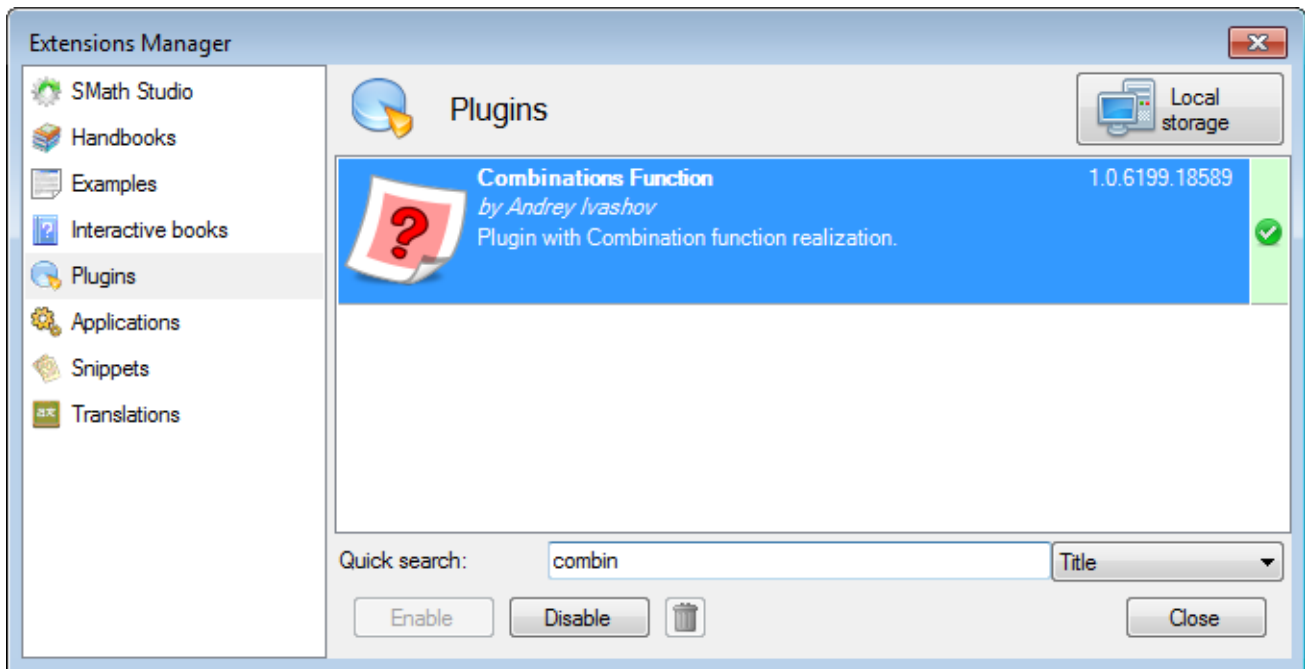 Extensions Manager
SMath Studio
Handbooks
Examples
Interactive books
Plugins
Applications
Snippets
Translations
Plugins
Local
storage
Combinations Function
1.0.6199.18589
by Andrey Ivashov
Plugin with Combination function realization.
Quick search:
combin
Title
Enable
Disable
Close